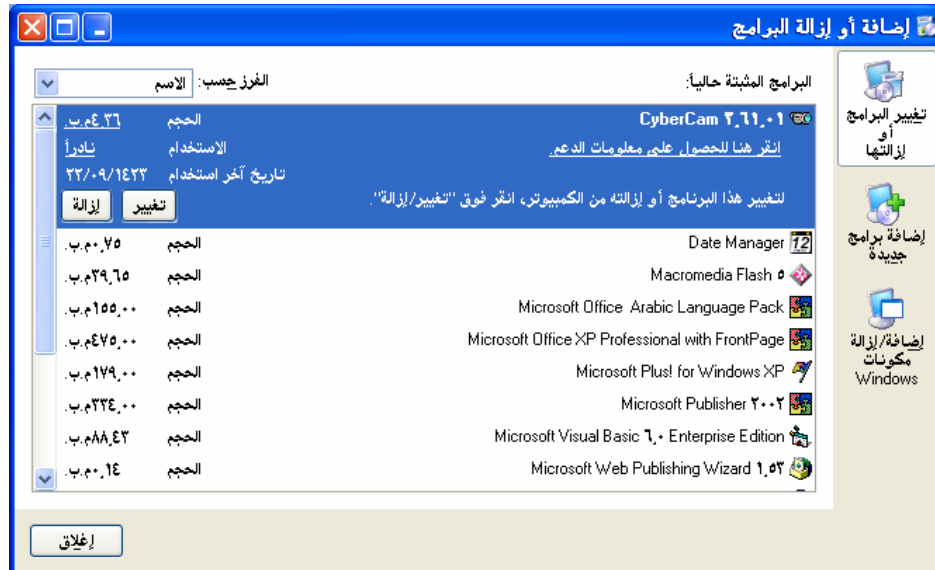 إضافة أو إزالة البرامج
تغيير البرامج
أو
إزالتها
إضافة برامج
جديدة
إضافة/إزالة
مكونات
Windows
البرامج المثبتة حالياً: الفرز حسب: الاسم
CyberCam ٢,٦١,٠١ الحجم ٤,٣٦م.ب.
انقر هنا للحصول على معلومات الدعم. الاستخدام نادراً
تاريخ آخر استخدام ٢٢/٠٩/١٤٢٣
لتغيير هذا البرنامج أو إزالته من الكمبيوتر، انقر فوق "تغيير/إزالة". تغيير إزالة
Date Manager الحجم ٠,٧٥م.ب.
Macromedia Flash ٥ الحجم ٣٩,٦٥م.ب.
Microsoft Office Arabic Language Pack الحجم ١٥٥,٠٠م.ب.
Microsoft Office XP Professional with FrontPage الحجم ٤٧٥,٠٠م.ب.
Microsoft Plus! for Windows XP الحجم ١٧٩,٠٠م.ب.
Microsoft Publisher ٢٠٠٢ الحجم ٣٣٤,٠٠م.ب.
Microsoft Visual Basic ٦,٠ Enterprise Edition الحجم ٨٨,٤٣م.ب.
Microsoft Web Publishing Wizard ١,٥٣ الحجم ٠,١٤م.ب.
إغلاق